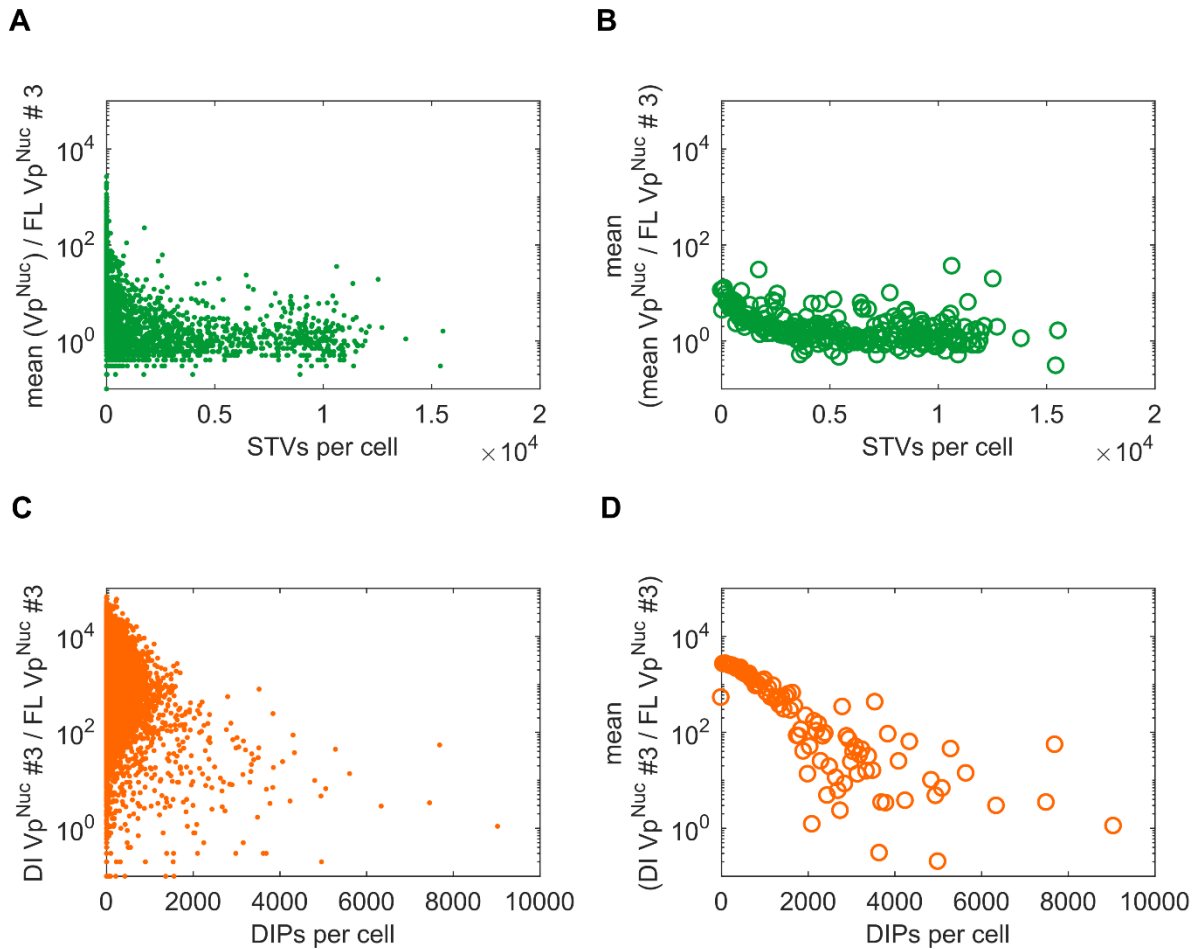 A
mean (Vp^Nuc) / FL Vp^Nuc # 3
10^4
10^2
10^0
0 0.5 1 1.5 2
STVs per cell
× 10^4
B
mean
(mean Vp^Nuc / FL Vp^Nuc # 3)
10^4
10^2
10^0
0 0.5 1 1.5 2
STVs per cell
× 10^4
C
DI Vp^Nuc #3 / FL Vp^Nuc #3
10^4
10^2
10^0
0 2000 4000 6000 8000 10000
DIPs per cell
D
mean
(DI Vp^Nuc #3 / FL Vp^Nuc #3)
10^4
10^2
10^0
0 2000 4000 6000 8000 10000
DIPs per cell